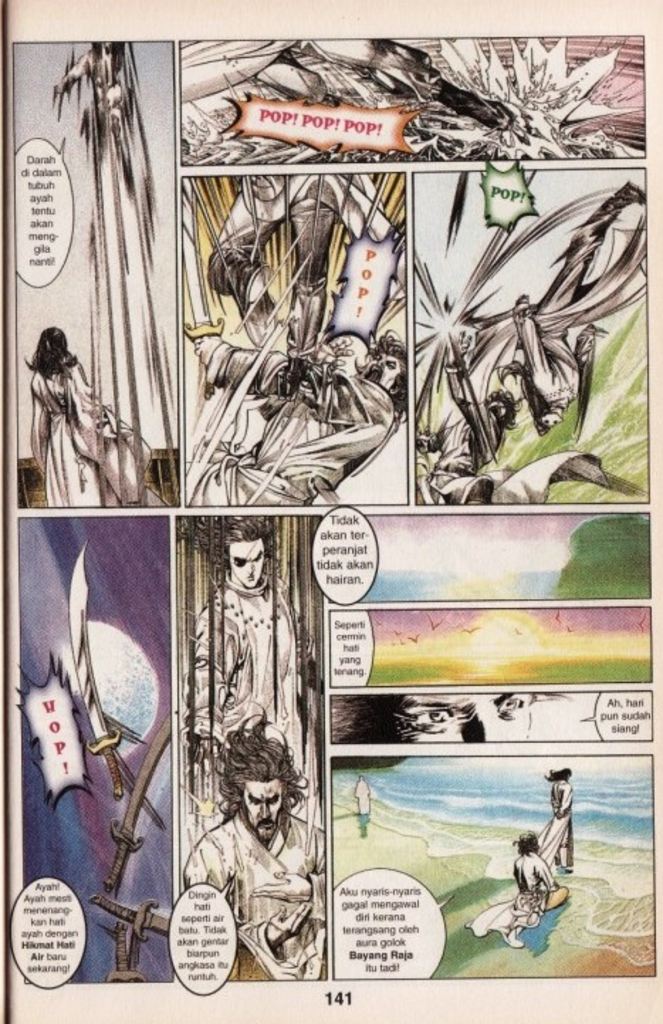 Darah
di dalam
tubuh
ayah
tentu
akan
meng-
gila
nanti!
POP! POP! POP!
POP!
POP!
HOP!
Ayah!
Ayah mesti
menenang-
kan hati
ayah dengan
Hikmat Hati
Air baru
sekarang!
Dingin
hati
seperti air
batu. Tidak
akan gentar
biarpun
angkasa itu
runtuh.
Tidak
akan ter-
peranjat
tidak akan
hairan.
Seperti
cermin
hati
yang
tenang.
Ah, hari
pun sudah
siang!
Aku nyaris-nyaris
gagal mengawal
diri kerana
terangsang oleh
aura golok
Bayang Raja
itu tadi!
141